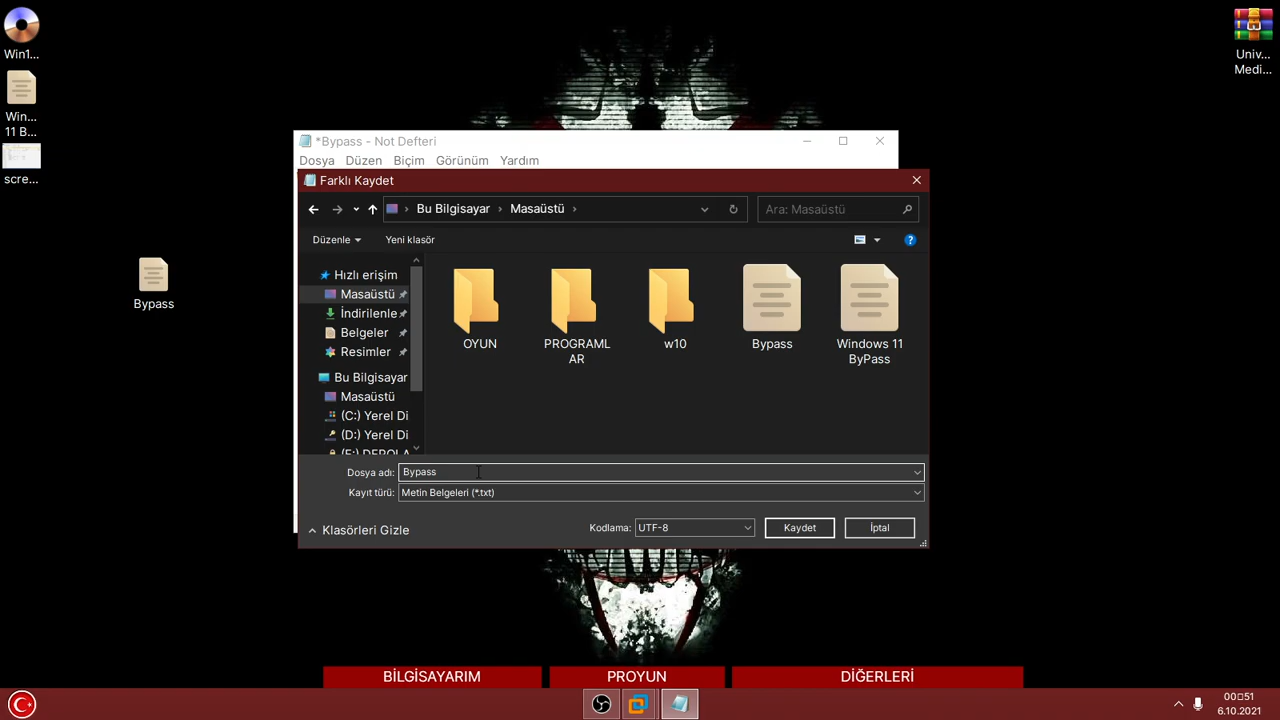 Win1...
Win...
11 B...
scre...
Univ...
Medi...
Bypass
*Bypass - Not Defteri
Dosya Düzen Biçim Görünüm Yardım
Farklı Kaydet
Bu Bilgisayar › Masaüstü ›
Ara: Masaüstü
Düzenle
Yeni klasör
Hızlı erişim
Masaüstü
İndirilenle
Belgeler
Resimler
Bu Bilgisayar
Masaüstü
(C:) Yerel Di
(D:) Yerel Di
(E:) DEPOLA
OYUN
PROGRAML
AR
w10
Bypass
Windows 11
ByPass
Dosya adı: Bypass
Kayıt türü: Metin Belgeleri (*.txt)
Klasörleri Gizle
Kodlama: UTF-8
Kaydet
İptal
BİLGİSAYARIM
PROYUN
DİĞERLERİ
00□51
6.10.2021